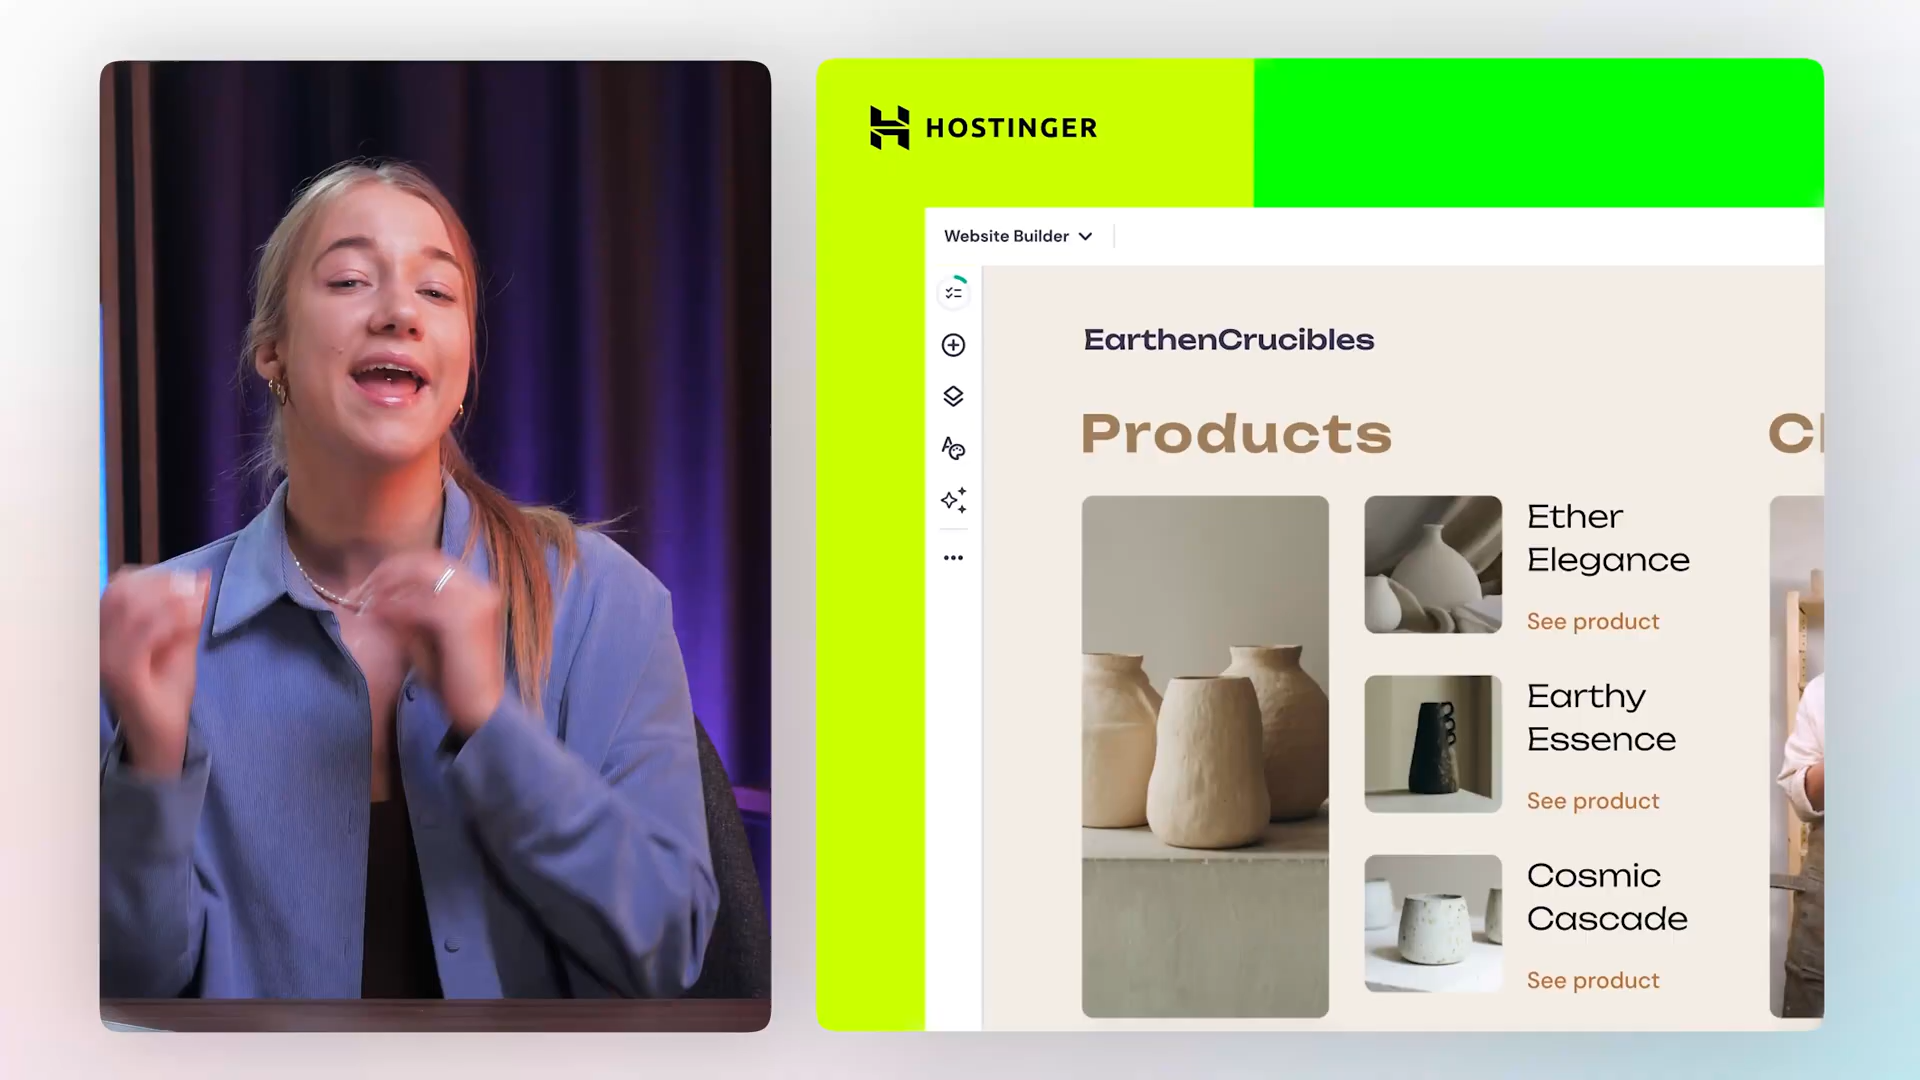 HOSTINGER
Website Builder
EarthenCrucibles
Products
Ether
Elegance
See product
Earthy
Essence
See product
Cosmic
Cascade
See product